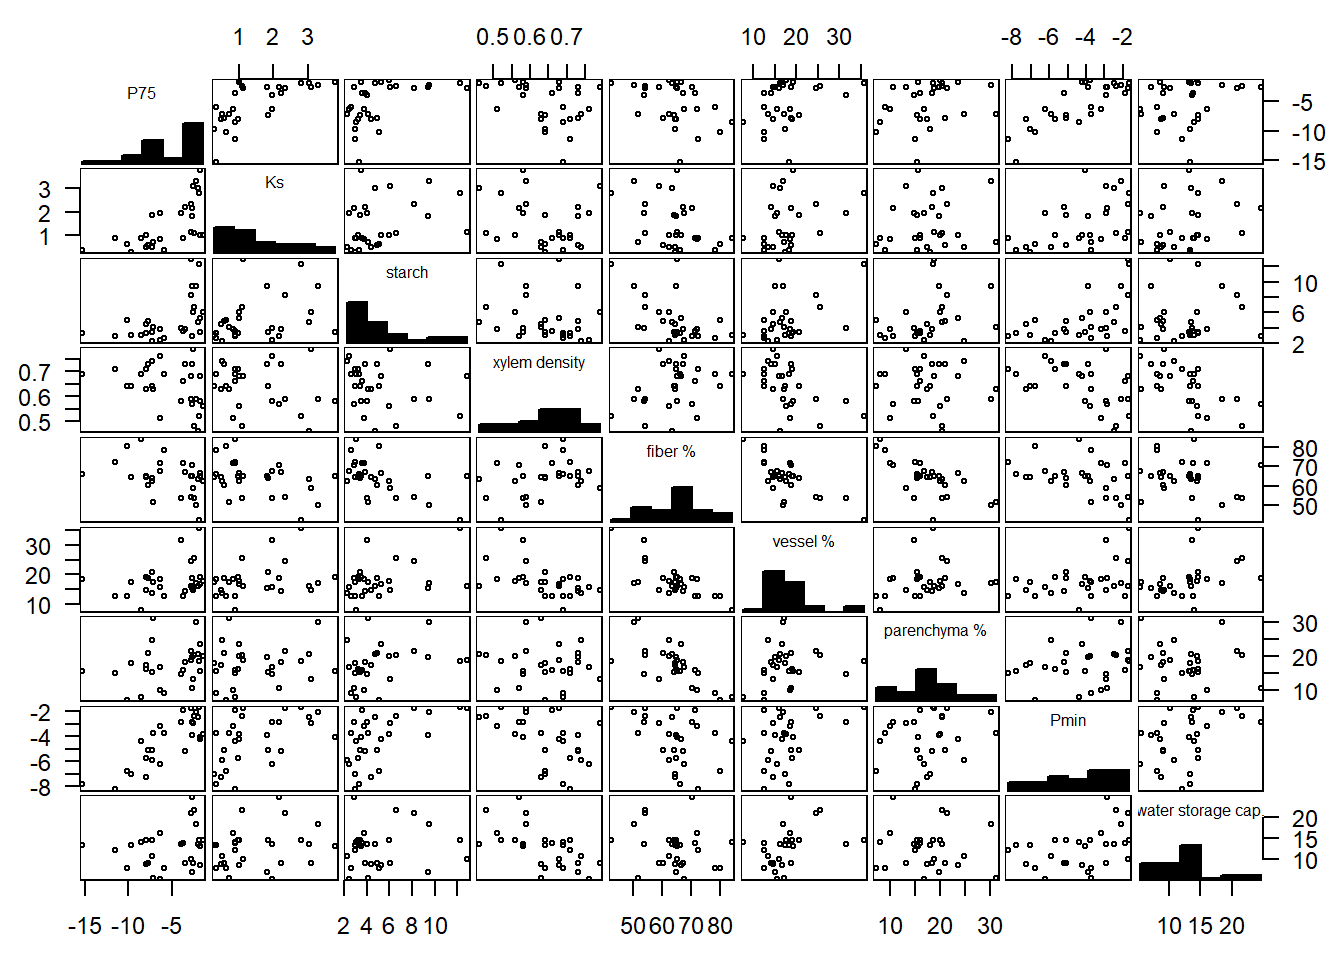 1 2 3 0.5 0.6 0.7 10 20 30 -8 -6 -4 -2
P75
-5
-10
-15
Ks
3
2
1
starch
10
6
2
xylem density
0.7
0.6
0.5
fiber %
80
70
60
50
vessel %
30
20
10
parenchyma %
30
20
10
Pmin
-2
-4
-6
-8
water storage cap.
20
15
10
-15 -10 -5 2 4 6 8 10 50 60 70 80 10 20 30 10 15 20